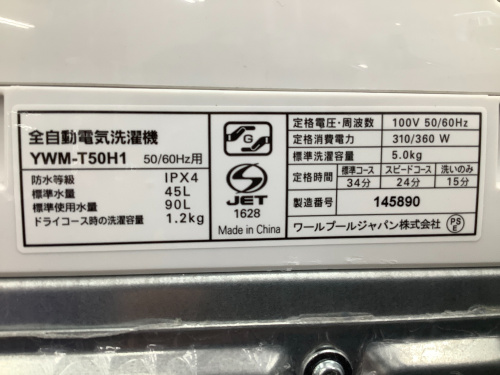 全自動電気洗濯機
YWM-T50H1 50/60Hz用
防水等級 IPX4
標準水量 45L
標準使用水量 90L
ドライコース時の洗濯容量 1.2kg
G
S
JET
1628
Made in China
定格電圧・周波数 100V 50/60Hz
定格消費電力 310/360 W
標準洗濯容量 5.0kg
定格時間 標準コース スピードコース 洗いのみ
34分 24分 15分
製造番号 145890
ワールプールジャパン株式会社
PS
E